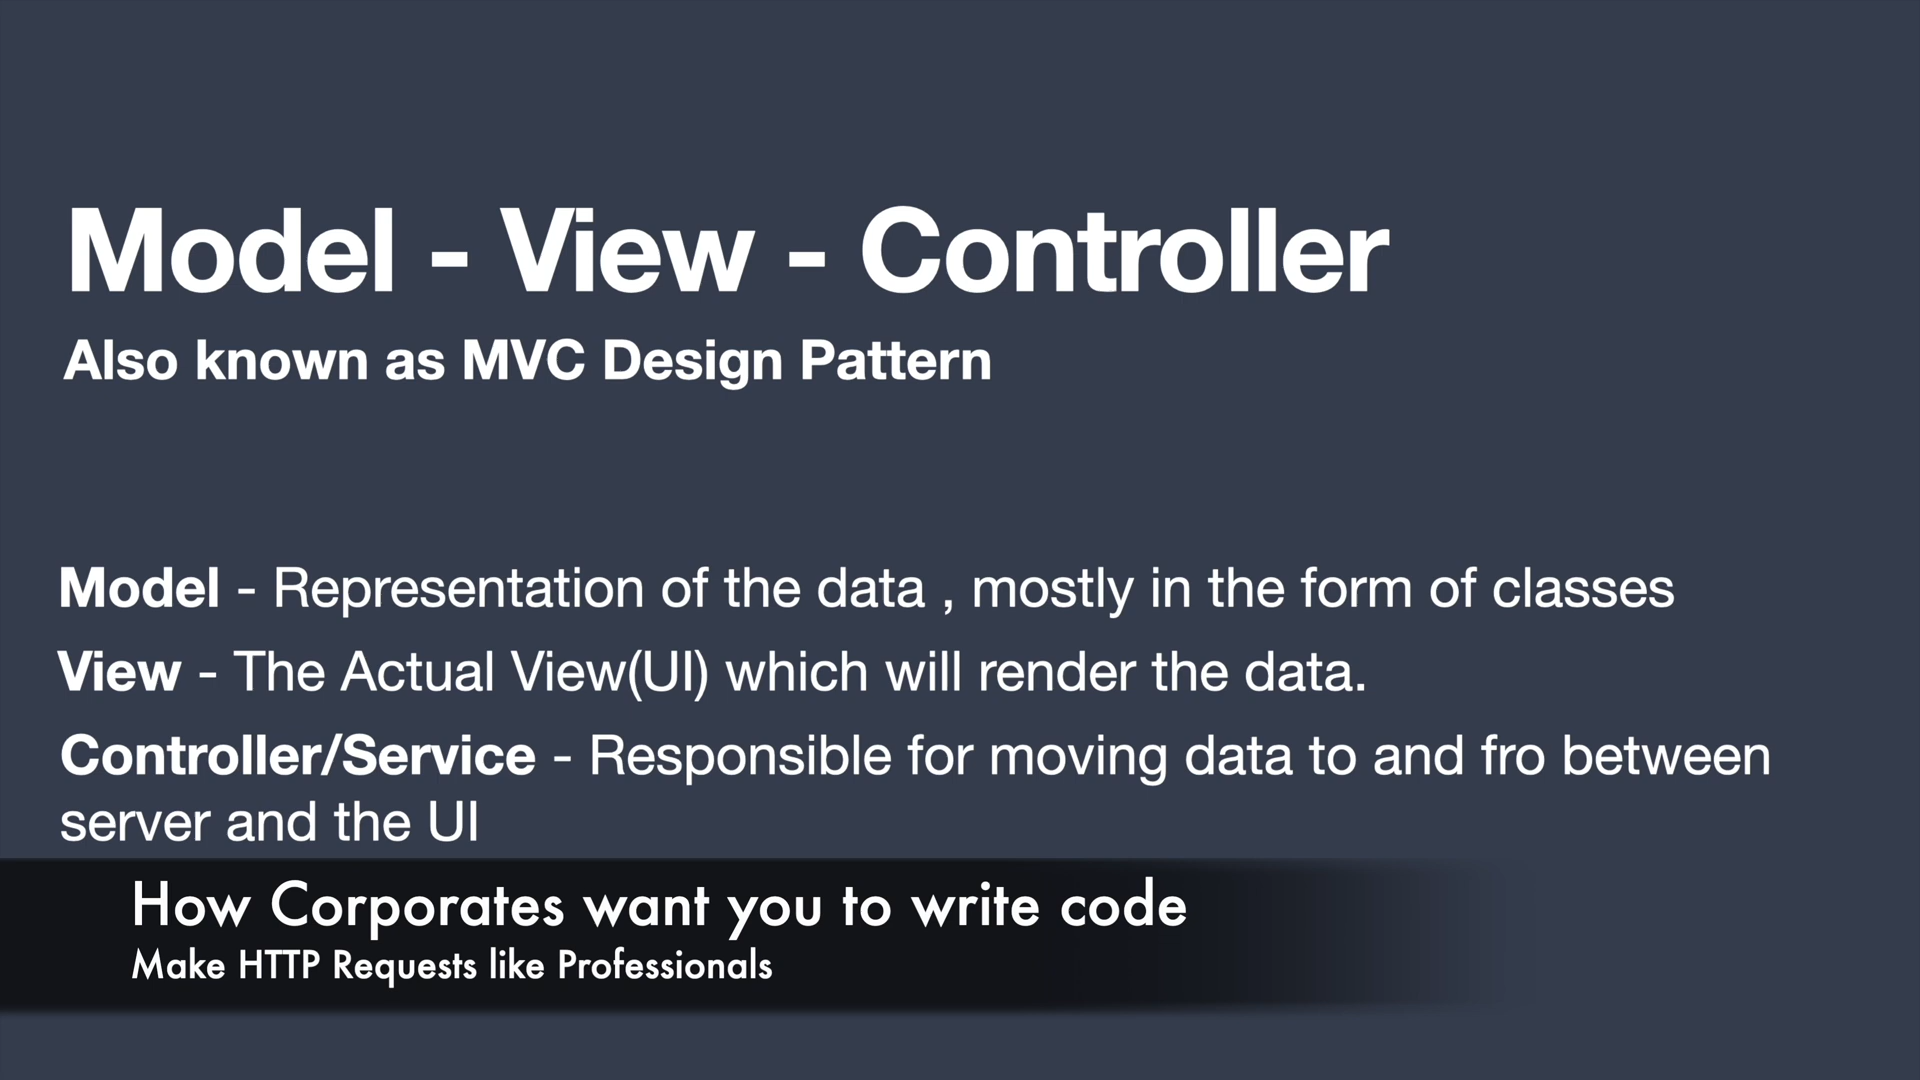 Model - View - Controller
Also known as MVC Design Pattern
Model - Representation of the data , mostly in the form of classes
View - The Actual View(UI) which will render the data.
Controller/Service - Responsible for moving data to and fro between
server and the UI
How Corporates want you to write code
Make HTTP Requests like Professionals